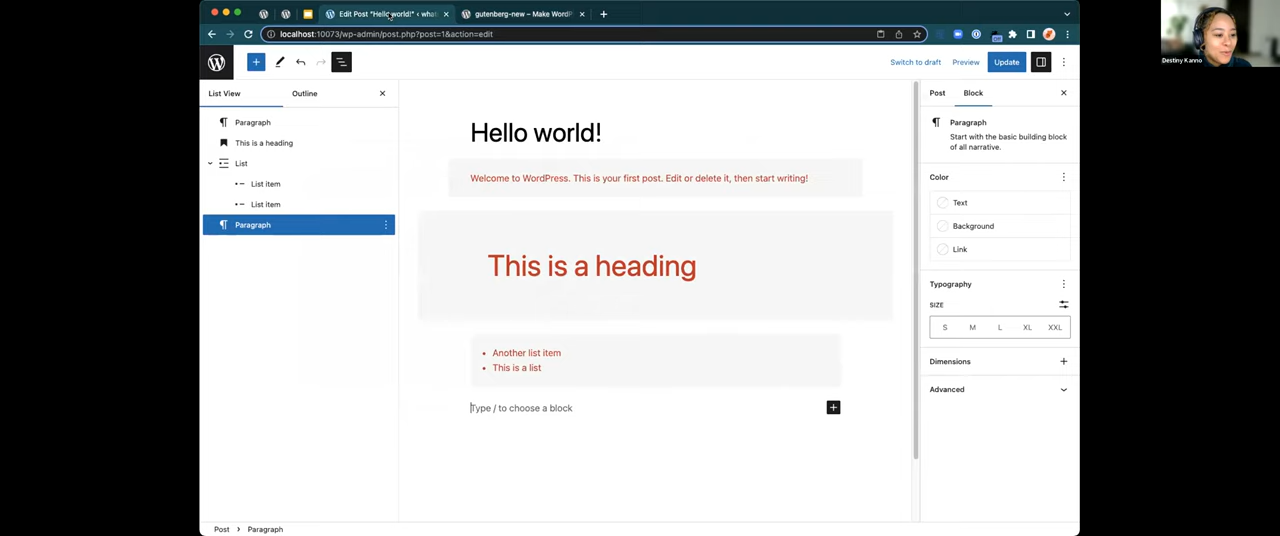 Edit Post "Hello world!" ‹ what
gutenberg-new – Make WordPr
localhost:10073/wp-admin/post.php?post=1&action=edit
Off
Destiny Kanno
Switch to draft
Preview
Update
List View
Outline
Paragraph
This is a heading
List
List item
List item
Paragraph
Hello world!
Welcome to WordPress. This is your first post. Edit or delete it, then start writing!
This is a heading
Another list item
This is a list
Type / to choose a block
Post
Block
Paragraph
Start with the basic building block
of all narrative.
Color
Text
Background
Link
Typography
SIZE
S M L XL XXL
Dimensions
Advanced
Post › Paragraph